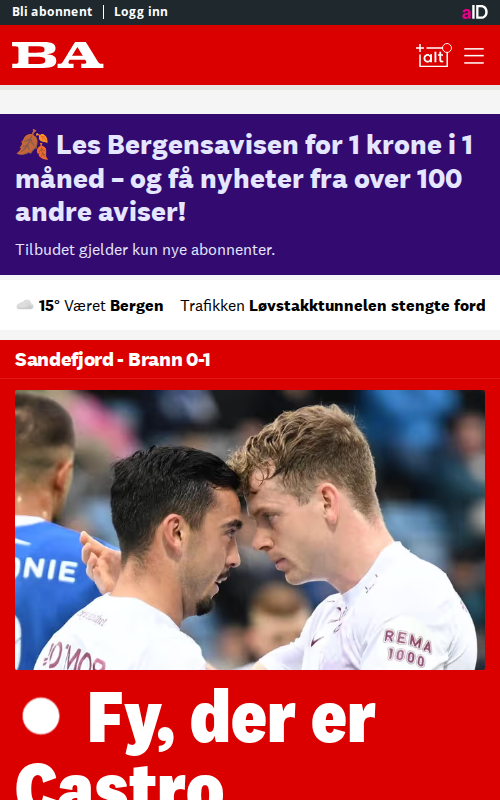 Bli abonnent | Logg inn
aID
BA
alt
Les Bergensavisen for 1 krone i 1
måned – og få nyheter fra over 100
andre aviser!
Tilbudet gjelder kun nye abonnenter.
15° Været Bergen Trafikken Løvstakktunnelen stengte ford
Sandefjord - Brann 0-1
ONIE
REMA
1000
Fy, der er
Castro